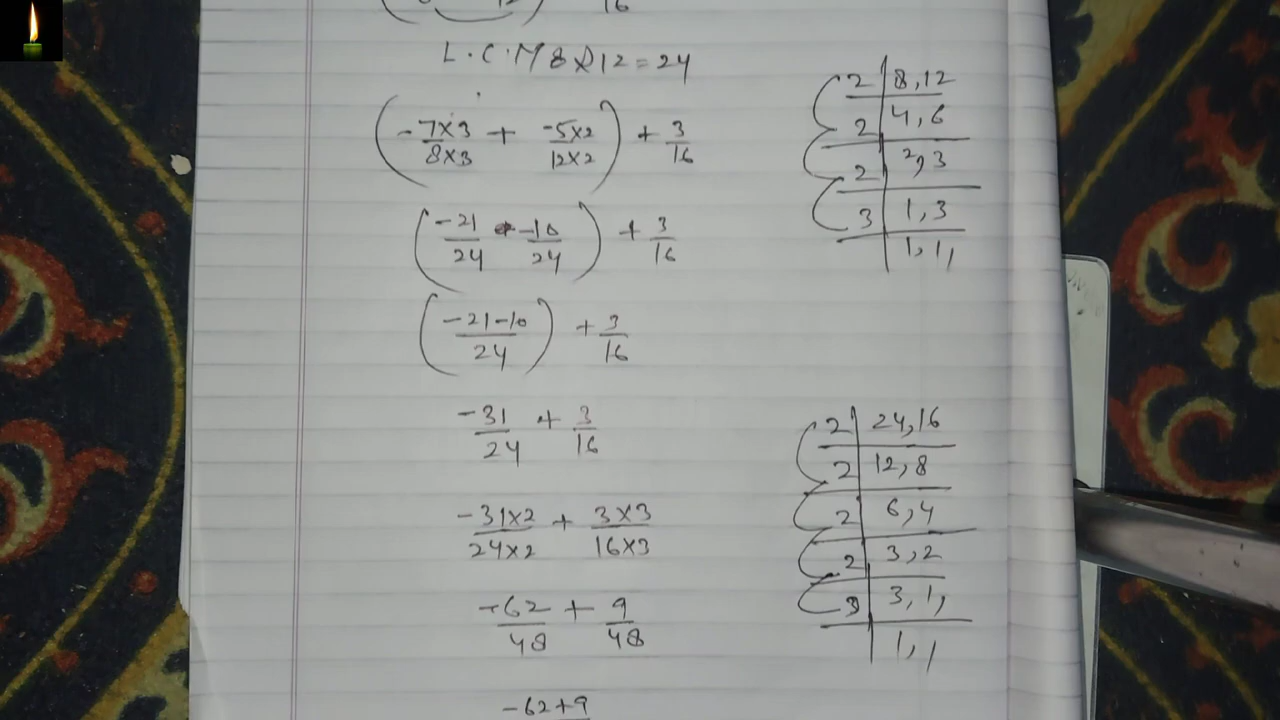 16
L.C.M 8 & 12 = 24
(-7×3/8×3 + -5×2/12×2) + 3/16
(-21/24 + -10/24) + 3/16
(-21-10/24) + 3/16
-31/24 + 3/16
-31×2/24×2 + 3×3/16×3
-62/48 + 9/48
-62+9
2 | 8,12
2 | 4,6
2 | 2,3
3 | 1,3
| 1,1,
2 | 24,16
2 | 12,8
2 | 6,4
2 | 3,2
3 | 3,1,
| 1,1